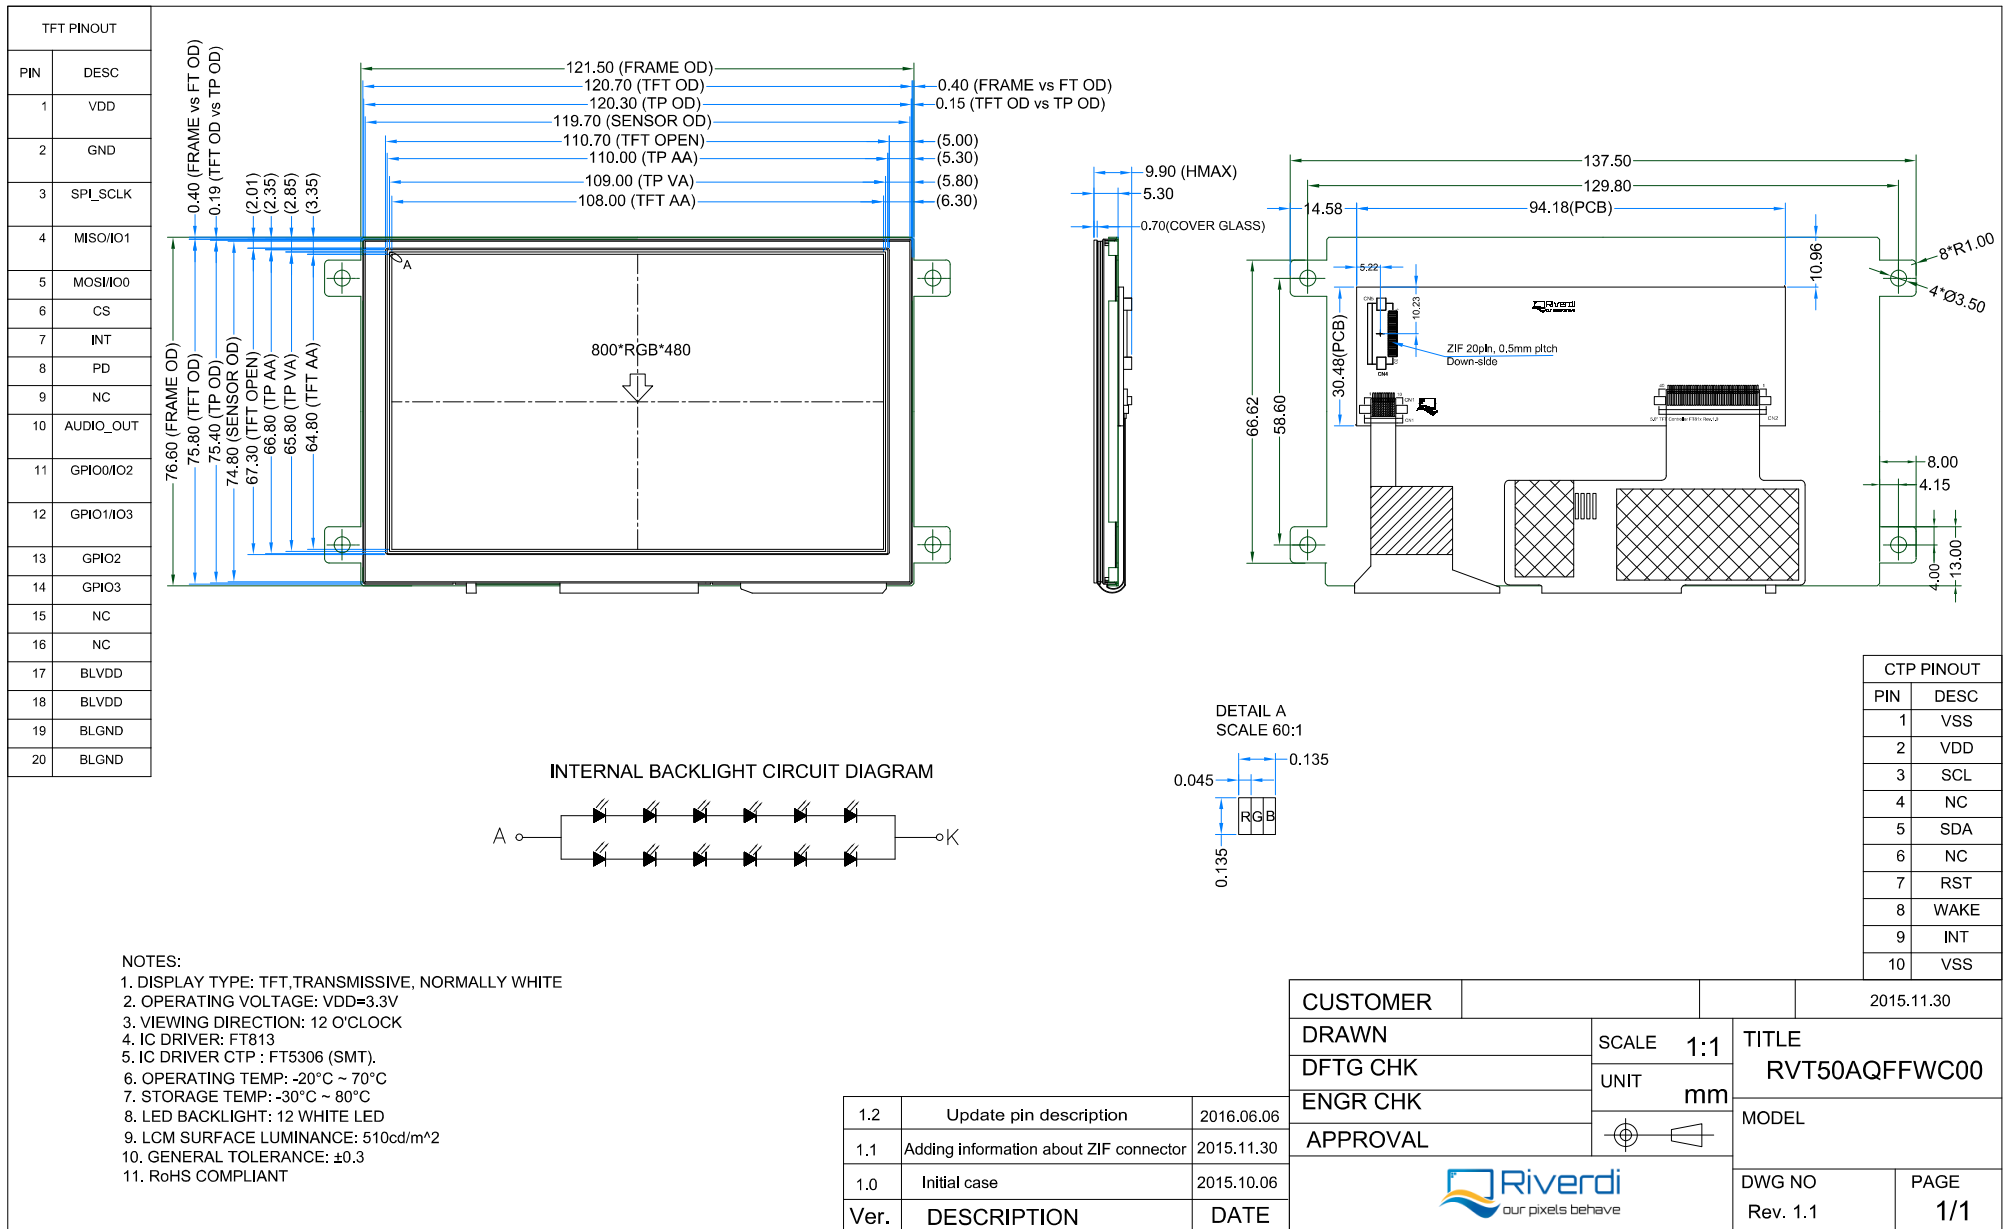 TFT PINOUT
PIN DESC
1 VDD
2 GND
3 SPI_SCLK
4 MISO/IO1
5 MOSI/IO0
6 CS
7 INT
8 PD
9 NC
10 AUDIO_OUT
11 GPIO0/IO2
12 GPIO1/IO3
13 GPIO2
14 GPIO3
15 NC
16 NC
17 BLVDD
18 BLVDD
19 BLGND
20 BLGND
121.50 (FRAME OD)
120.70 (TFT OD)
120.30 (TP OD)
119.70 (SENSOR OD)
110.70 (TFT OPEN)
110.00 (TP AA)
109.00 (TP VA)
108.00 (TFT AA)
0.40 (FRAME vs FT OD)
0.15 (TFT OD vs TP OD)
(5.00)
(5.30)
(5.80)
(6.30)
0.40 (FRAME vs FT OD)
0.19 (TFT OD vs TP OD)
(2.01)
(2.35)
(2.85)
(3.35)
76.60 (FRAME OD)
75.80 (TFT OD)
75.40 (TP OD)
74.80 (SENSOR OD)
67.30 (TFT OPEN)
66.80 (TP AA)
65.80 (TP VA)
64.80 (TFT AA)
A
800*RGB*480
9.90 (HMAX)
5.30
0.70(COVER GLASS)
137.50
129.80
14.58
94.18(PCB)
10.96
8*R1.00
4*Ø3.50
5.22
10.23
30.48(PCB)
66.62
58.60
CN5
CN4
Riverdi
our pixels behave
ZIF 20pin, 0,5mm pitch
Down-side
CN1
CN1
CN2
8.00
4.15
4.00
13.00
DETAIL A
SCALE 60:1
0.135
0.045
RGB
0.135
INTERNAL BACKLIGHT CIRCUIT DIAGRAM
A
K
CTP PINOUT
PIN DESC
1 VSS
2 VDD
3 SCL
4 NC
5 SDA
6 NC
7 RST
8 WAKE
9 INT
10 VSS
NOTES:
1. DISPLAY TYPE: TFT,TRANSMISSIVE, NORMALLY WHITE
2. OPERATING VOLTAGE: VDD=3.3V
3. VIEWING DIRECTION: 12 O'CLOCK
4. IC DRIVER: FT813
5. IC DRIVER CTP : FT5306 (SMT).
6. OPERATING TEMP: -20°C ~ 70°C
7. STORAGE TEMP: -30°C ~ 80°C
8. LED BACKLIGHT: 12 WHITE LED
9. LCM SURFACE LUMINANCE: 510cd/m^2
10. GENERAL TOLERANCE: ±0.3
11. RoHS COMPLIANT
1.2 Update pin description 2016.06.06
1.1 Adding information about ZIF connector 2015.11.30
1.0 Initial case 2015.10.06
Ver. DESCRIPTION DATE
CUSTOMER 2015.11.30
DRAWN
DFTG CHK
ENGR CHK
APPROVAL
SCALE 1:1
UNIT mm
TITLE
RVT50AQFFWC00
MODEL
Riverdi
our pixels behave
DWG NO
Rev. 1.1
PAGE
1/1